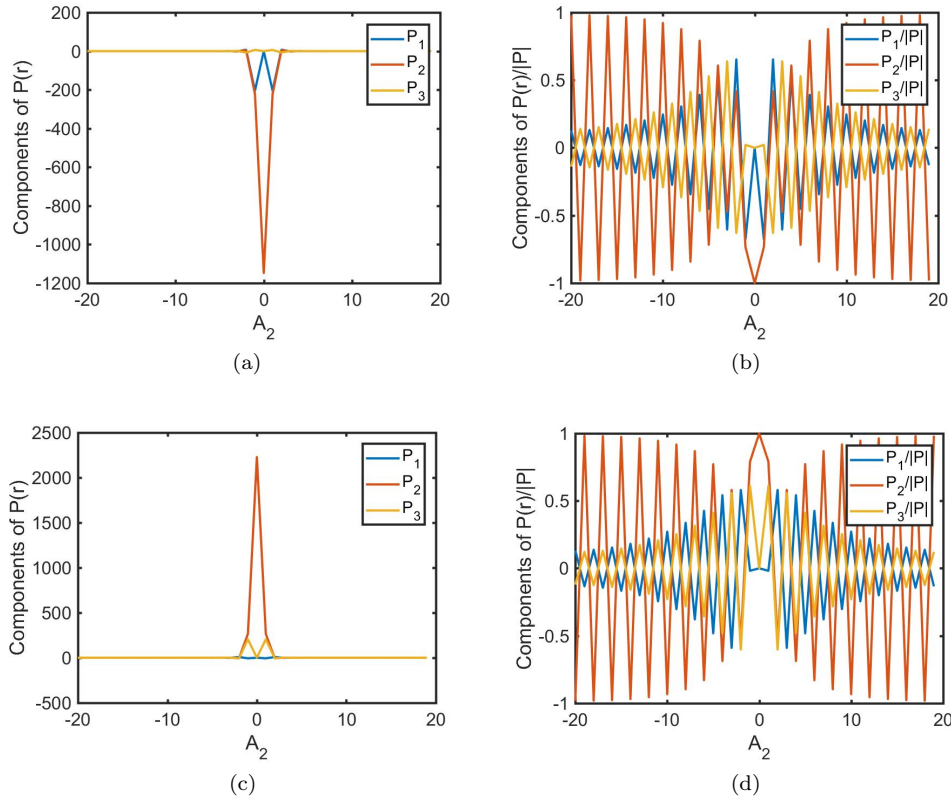 0
-200
-400
-600
-800
-1000
-1200
-20 -10 0 10 20
Components of P(r)
A2
P1
P2
P3
(a)
1
0.5
0
-0.5
-1
-20 -10 0 10 20
Components of P(r)/|P|
A2
P1/|P|
P2/|P|
P3/|P|
(b)
2500
2000
1500
1000
500
0
-500
-20 -10 0 10 20
Components of P(r)
A2
P1
P2
P3
(c)
1
0.5
0
-0.5
-1
-20 -10 0 10 20
Components of P(r)/|P|
A2
P1/|P|
P2/|P|
P3/|P|
(d)